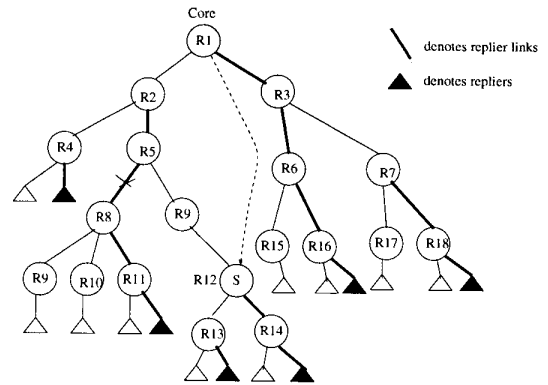 Core
R1
denotes replier links
denotes repliers
R2
R3
R4
R5
R6
R7
R8
R9
R15
R16
R17
R18
R9
R10
R11
R12
S
R13
R14